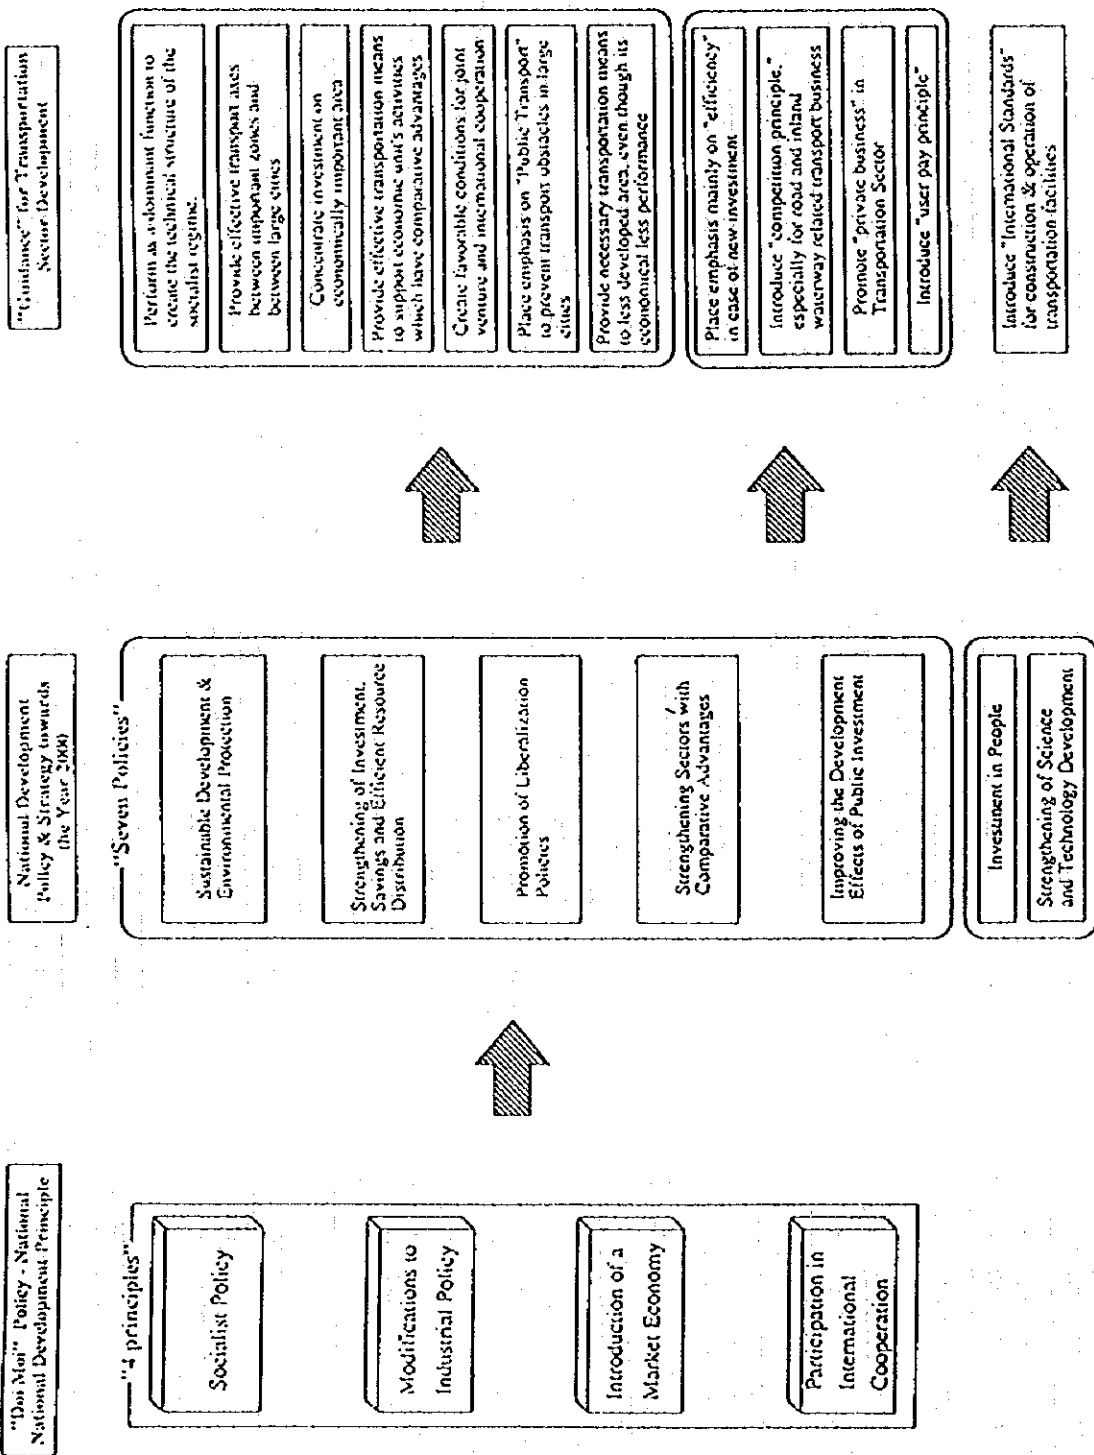 "Doi Moi" Policy - National
National Development Principle
"4 principles"
Socialist Policy
Modifications to
Industrial Policy
Introduction of a
Market Economy
Participation in
International
Cooperation
National Development
Policy & Strategy towards
the Year 2000
"Seven Policies"
Sustainable Development &
Environmental Protection
Strengthening of Investment,
Savings and Efficient Resource
Distribution
Promotion of Liberalization
Policies
Strengthening Sectors with
Comparative Advantages
Improving the Development
Effects of Public Investment
Investment in People
Strengthening of Science
and Technology Development
"Guidance" for Transportation
Sector Development
Perform as a dominant function to
create the technical structure of the
socialist regime.
Provide effective transport axes
between important zones and
between large cities
Concentrate investment on
economically important area
Provide effective transportation means
to support economic unit's activities
which have comparative advantages
Create favorable conditions for joint
venture and international cooperation
Place emphasis on "Public Transport"
to prevent transport obstacles in large
cities
Provide necessary transportation means
to less developed area, even though its
economical less performance
Place emphasis mainly on "efficiency"
in case of new investment
Introduce "competition principle,"
especially for road and inland
waterway related transport business
Promote "private business" in
Transportation Sector
Introduce "user pay principle"
Introduce "International Standards"
for construction & operation of
transportation facilities